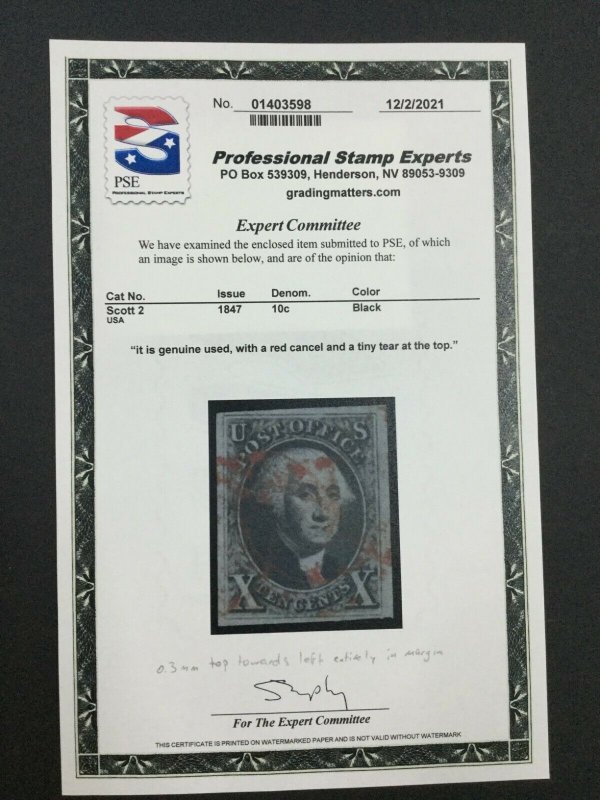 No. 01403598 12/2/2021
PSE
PROFESSIONAL STAMP EXPERTS
Professional Stamp Experts
PO Box 539309, Henderson, NV 89053-9309
gradingmatters.com
Expert Committee
We have examined the enclosed item submitted to PSE, of which
an image is shown below, and are of the opinion that:
Cat No. Issue Denom. Color
Scott 2 1847 10c Black
USA
"it is genuine used, with a red cancel and a tiny tear at the top."
U S
POST OFFICE
X TEN CENTS X
0.3 mm top towards left entirely in margin
For The Expert Committee
THIS CERTIFICATE IS PRINTED ON WATERMARKED PAPER AND IS NOT VALID WITHOUT WATERMARK